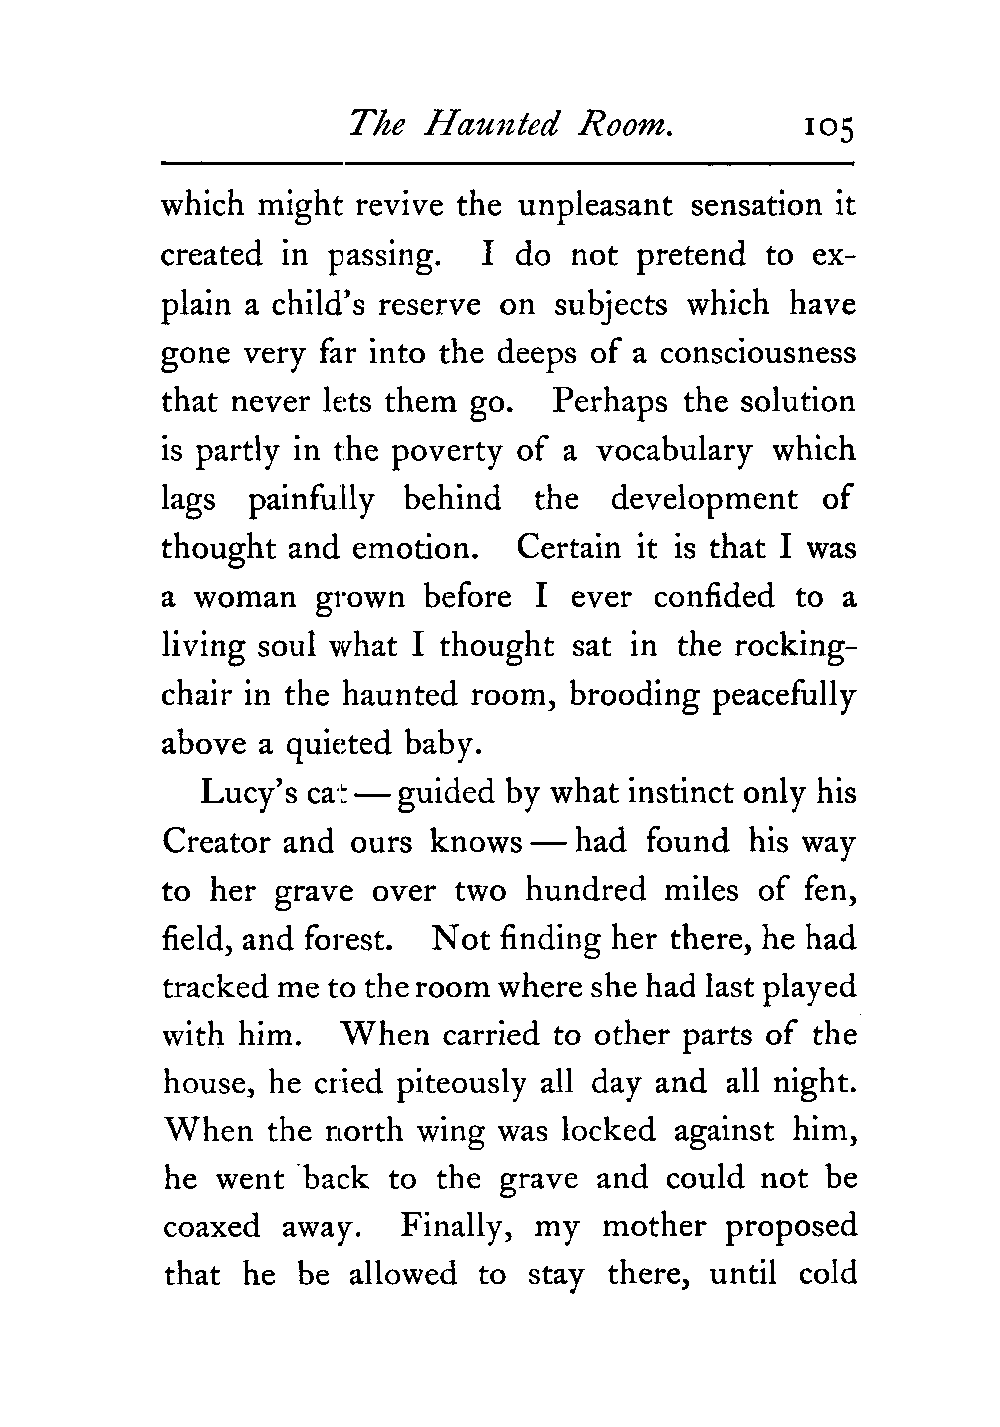 The Haunted Room. 105
which might revive the unpleasant sensation it
created in passing. I do not pretend to ex-
plain a child's reserve on subjects which have
gone very far into the deeps of a consciousness
that never lets them go. Perhaps the solution
is partly in the poverty of a vocabulary which
lags painfully behind the development of
thought and emotion. Certain it is that I was
a woman grown before I ever confided to a
living soul what I thought sat in the rocking-
chair in the haunted room, brooding peacefully
above a quieted baby.
Lucy's cat — guided by what instinct only his
Creator and ours knows — had found his way
to her grave over two hundred miles of fen,
field, and forest. Not finding her there, he had
tracked me to the room where she had last played
with him. When carried to other parts of the
house, he cried piteously all day and all night.
When the north wing was locked against him,
he went back to the grave and could not be
coaxed away. Finally, my mother proposed
that he be allowed to stay there, until cold